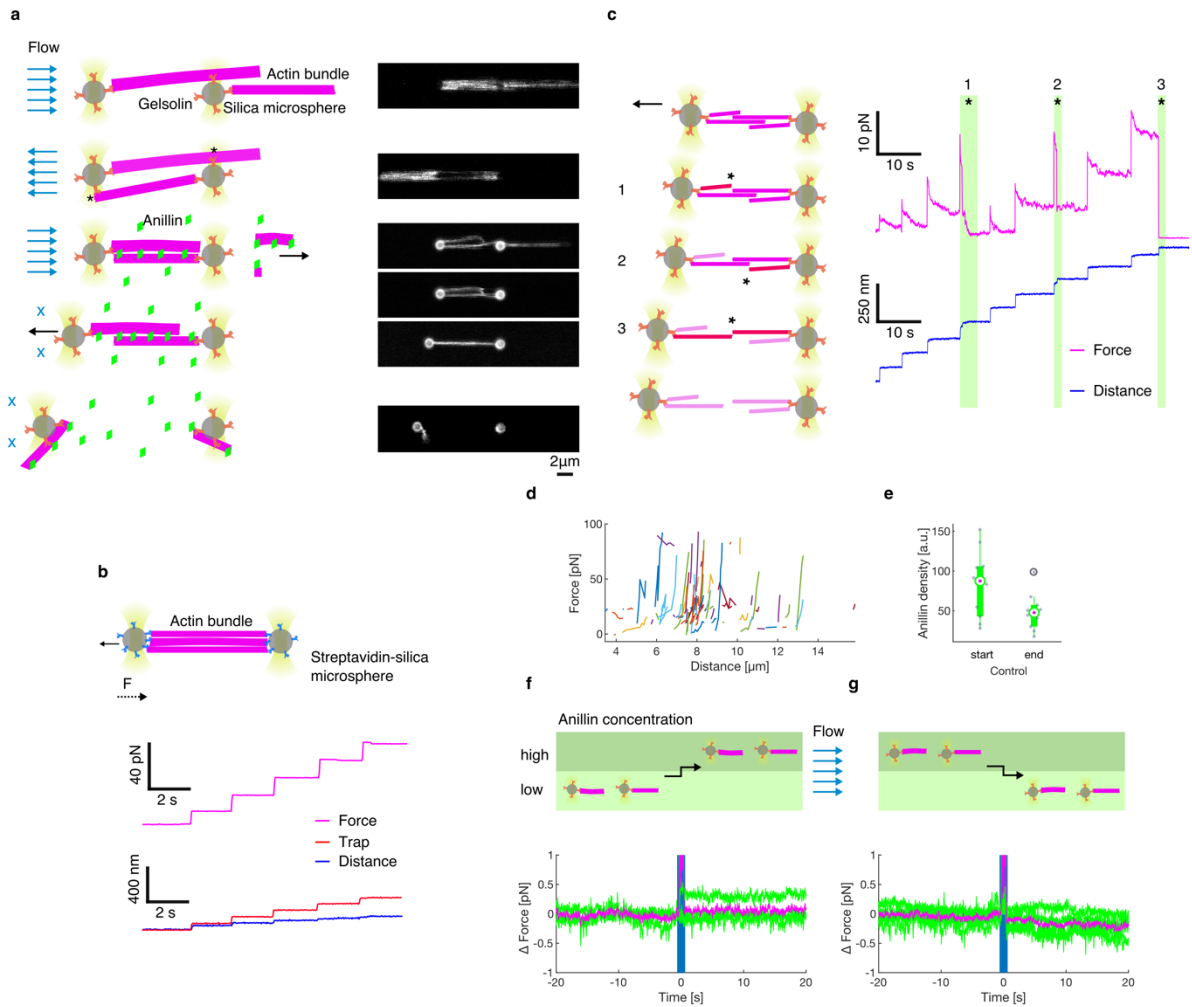 a
Flow
Actin bundle
Gelsolin
Silica microsphere
*
*
Anillin
x
x
x
x
2µm
b
Actin bundle
Streptavidin-silica
microsphere
F
40 pN
2 s
Force
Trap
Distance
400 nm
2 s
c
1
*
2
*
3
*
1
2
3
*
*
*
10 pN
10 s
250 nm
10 s
Force
Distance
d
100
50
0
Force [pN]
4 6 8 10 12 14
Distance [µm]
e
150
100
50
Anillin density [a.u.]
start end
Control
f
Anillin concentration
high
low
Flow
g
1
0.5
0
-0.5
-1
Δ Force [pN]
-20 -10 0 10 20
Time [s]
1
0.5
0
-0.5
-1
Δ Force [pN]
-20 -10 0 10 20
Time [s]